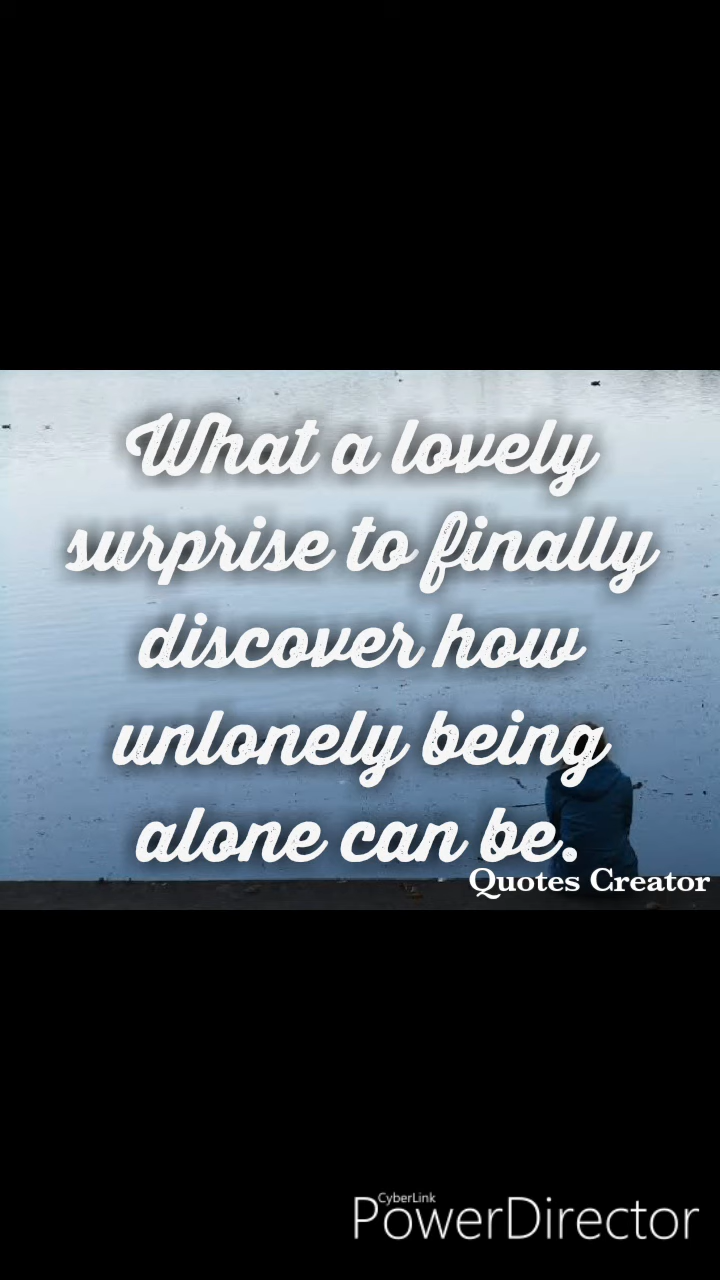 What a lovely
surprise to finally
discover how
unlonely being
alone can be.
Quotes Creator
CyberLink
PowerDirector